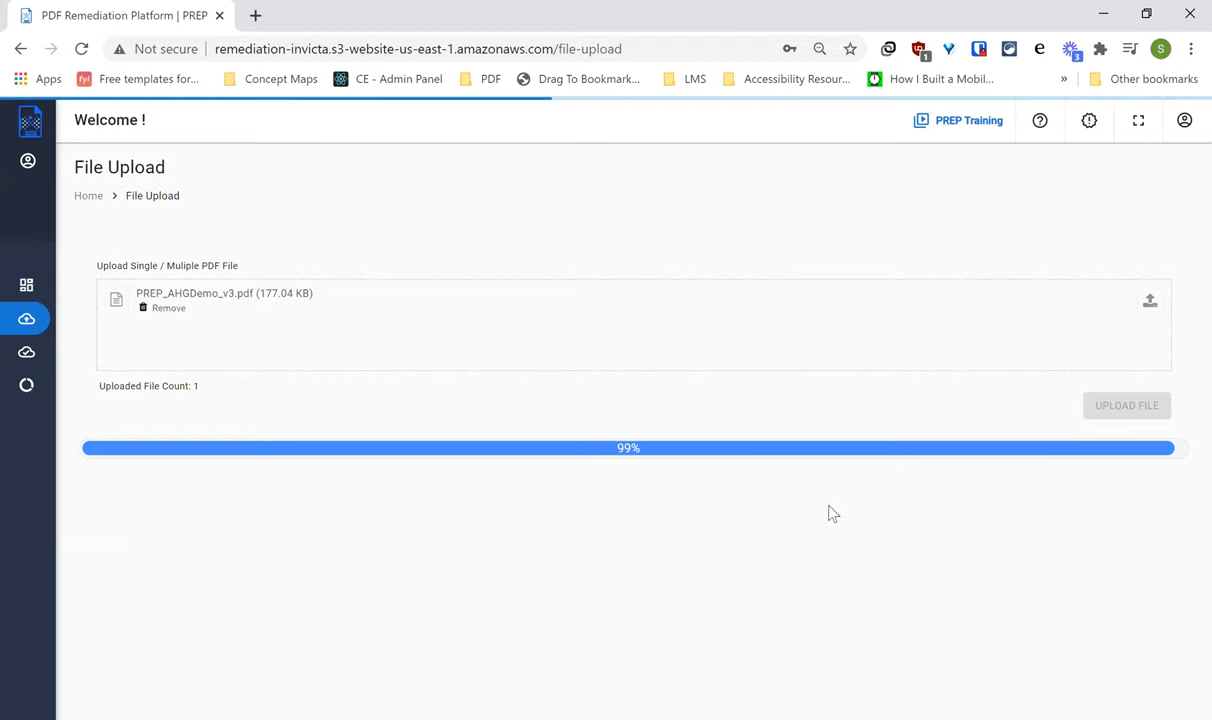 PDF Remediation Platform | PREP
Not secure | remediation-invicta.s3-website-us-east-1.amazonaws.com/file-upload
1
3
S
Apps
Free templates for...
Concept Maps
CE - Admin Panel
PDF
Drag To Bookmark...
LMS
Accessibility Resour...
How I Built a Mobil...
»
Other bookmarks
Welcome !
PREP Training
File Upload
Home > File Upload
Upload Single / Muliple PDF File
PREP_AHGDemo_v3.pdf (177.04 KB)
Remove
Uploaded File Count: 1
UPLOAD FILE
99%